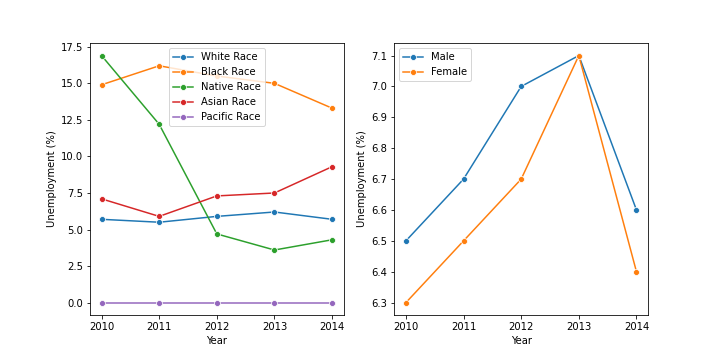 17.5
15.0
12.5
10.0
7.5
5.0
2.5
0.0
Unemployment (%)
White Race
Black Race
Native Race
Asian Race
Pacific Race
2010 2011 2012 2013 2014
Year
7.1
7.0
6.9
6.8
6.7
6.6
6.5
6.4
6.3
Unemployment (%)
Male
Female
2010 2011 2012 2013 2014
Year